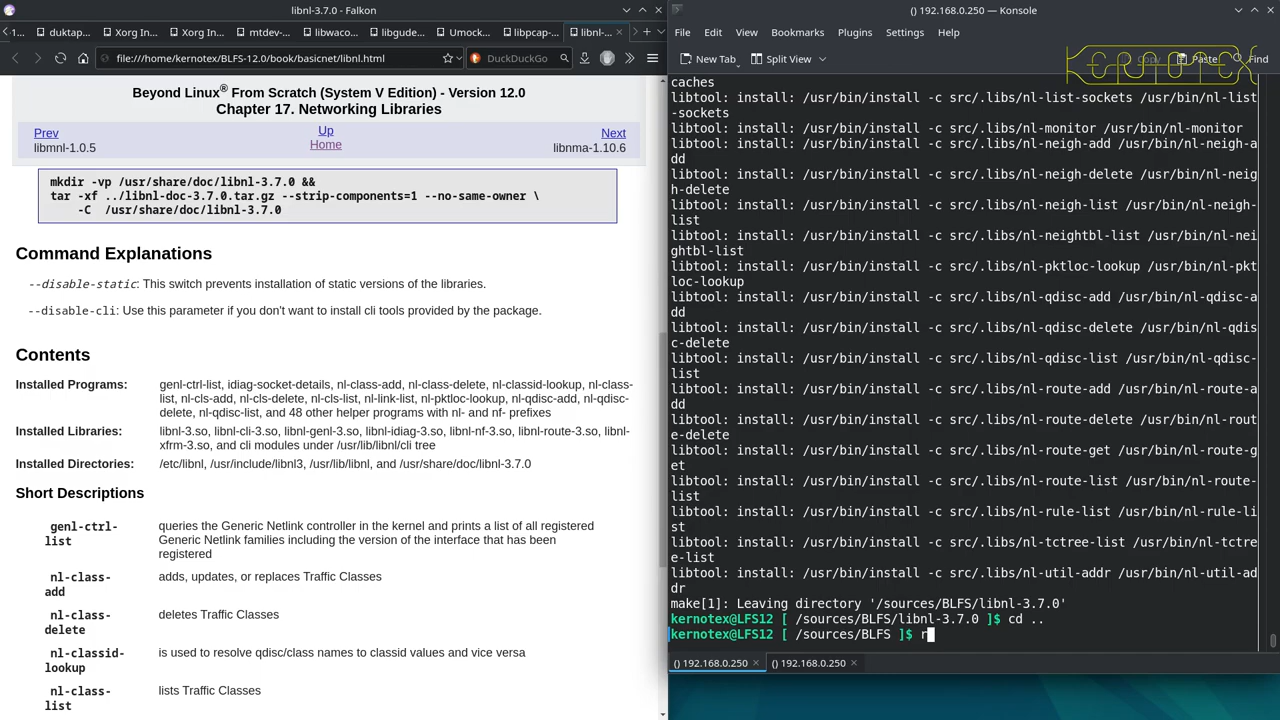 libnl-3.7.0 - Falkon
1...
duktap...
Xorg In...
Xorg In...
mtdev-...
libwaco...
libgude...
Umock...
libpcap-...
libnl-...
file:///home/kernotex/BLFS-12.0/book/basicnet/libnl.html
DuckDuckGo
Beyond Linux® From Scratch (System V Edition) - Version 12.0
Chapter 17. Networking Libraries
Prev
Up
Next
libmnl-1.0.5
Home
libnma-1.10.6
mkdir -vp /usr/share/doc/libnl-3.7.0 &&
tar -xf ../libnl-doc-3.7.0.tar.gz --strip-components=1 --no-same-owner \
-C  /usr/share/doc/libnl-3.7.0
Command Explanations
--disable-static: This switch prevents installation of static versions of the libraries.
--disable-cli: Use this parameter if you don't want to install cli tools provided by the package.
Contents
Installed Programs: genl-ctrl-list, idiag-socket-details, nl-class-add, nl-class-delete, nl-classid-lookup, nl-class-
list, nl-cls-add, nl-cls-delete, nl-cls-list, nl-link-list, nl-pktloc-lookup, nl-qdisc-add, nl-qdisc-
delete, nl-qdisc-list, and 48 other helper programs with nl- and nf- prefixes
Installed Libraries: libnl-3.so, libnl-cli-3.so, libnl-genl-3.so, libnl-idiag-3.so, libnl-nf-3.so, libnl-route-3.so, libnl-
xfrm-3.so, and cli modules under /usr/lib/libnl/cli tree
Installed Directories: /etc/libnl, /usr/include/libnl3, /usr/lib/libnl, and /usr/share/doc/libnl-3.7.0
Short Descriptions
genl-ctrl-
list
queries the Generic Netlink controller in the kernel and prints a list of all registered
Generic Netlink families including the version of the interface that has been
registered
nl-class-
add
adds, updates, or replaces Traffic Classes
nl-class-
delete
deletes Traffic Classes
nl-classid-
lookup
is used to resolve qdisc/class names to classid values and vice versa
nl-class-
list
lists Traffic Classes
() 192.168.0.250 — Konsole
File
Edit
View
Bookmarks
Plugins
Settings
Help
New Tab
Split View
Copy
Paste
Find
KERNOTEX
caches
libtool: install: /usr/bin/install -c src/.libs/nl-list-sockets /usr/bin/nl-list
-sockets
libtool: install: /usr/bin/install -c src/.libs/nl-monitor /usr/bin/nl-monitor
libtool: install: /usr/bin/install -c src/.libs/nl-neigh-add /usr/bin/nl-neigh-a
dd
libtool: install: /usr/bin/install -c src/.libs/nl-neigh-delete /usr/bin/nl-neig
h-delete
libtool: install: /usr/bin/install -c src/.libs/nl-neigh-list /usr/bin/nl-neigh-
list
libtool: install: /usr/bin/install -c src/.libs/nl-neightbl-list /usr/bin/nl-nei
ghtbl-list
libtool: install: /usr/bin/install -c src/.libs/nl-pktloc-lookup /usr/bin/nl-pkt
loc-lookup
libtool: install: /usr/bin/install -c src/.libs/nl-qdisc-add /usr/bin/nl-qdisc-a
dd
libtool: install: /usr/bin/install -c src/.libs/nl-qdisc-delete /usr/bin/nl-qdis
c-delete
libtool: install: /usr/bin/install -c src/.libs/nl-qdisc-list /usr/bin/nl-qdisc-
list
libtool: install: /usr/bin/install -c src/.libs/nl-route-add /usr/bin/nl-route-a
dd
libtool: install: /usr/bin/install -c src/.libs/nl-route-delete /usr/bin/nl-rout
e-delete
libtool: install: /usr/bin/install -c src/.libs/nl-route-get /usr/bin/nl-route-g
et
libtool: install: /usr/bin/install -c src/.libs/nl-route-list /usr/bin/nl-route-
list
libtool: install: /usr/bin/install -c src/.libs/nl-rule-list /usr/bin/nl-rule-li
st
libtool: install: /usr/bin/install -c src/.libs/nl-tctree-list /usr/bin/nl-tctre
e-list
libtool: install: /usr/bin/install -c src/.libs/nl-util-addr /usr/bin/nl-util-ad
dr
make[1]: Leaving directory '/sources/BLFS/libnl-3.7.0'
kernotex@LFS12 [ /sources/BLFS/libnl-3.7.0 ]$ cd ..
kernotex@LFS12 [ /sources/BLFS ]$ r
() 192.168.0.250
() 192.168.0.250